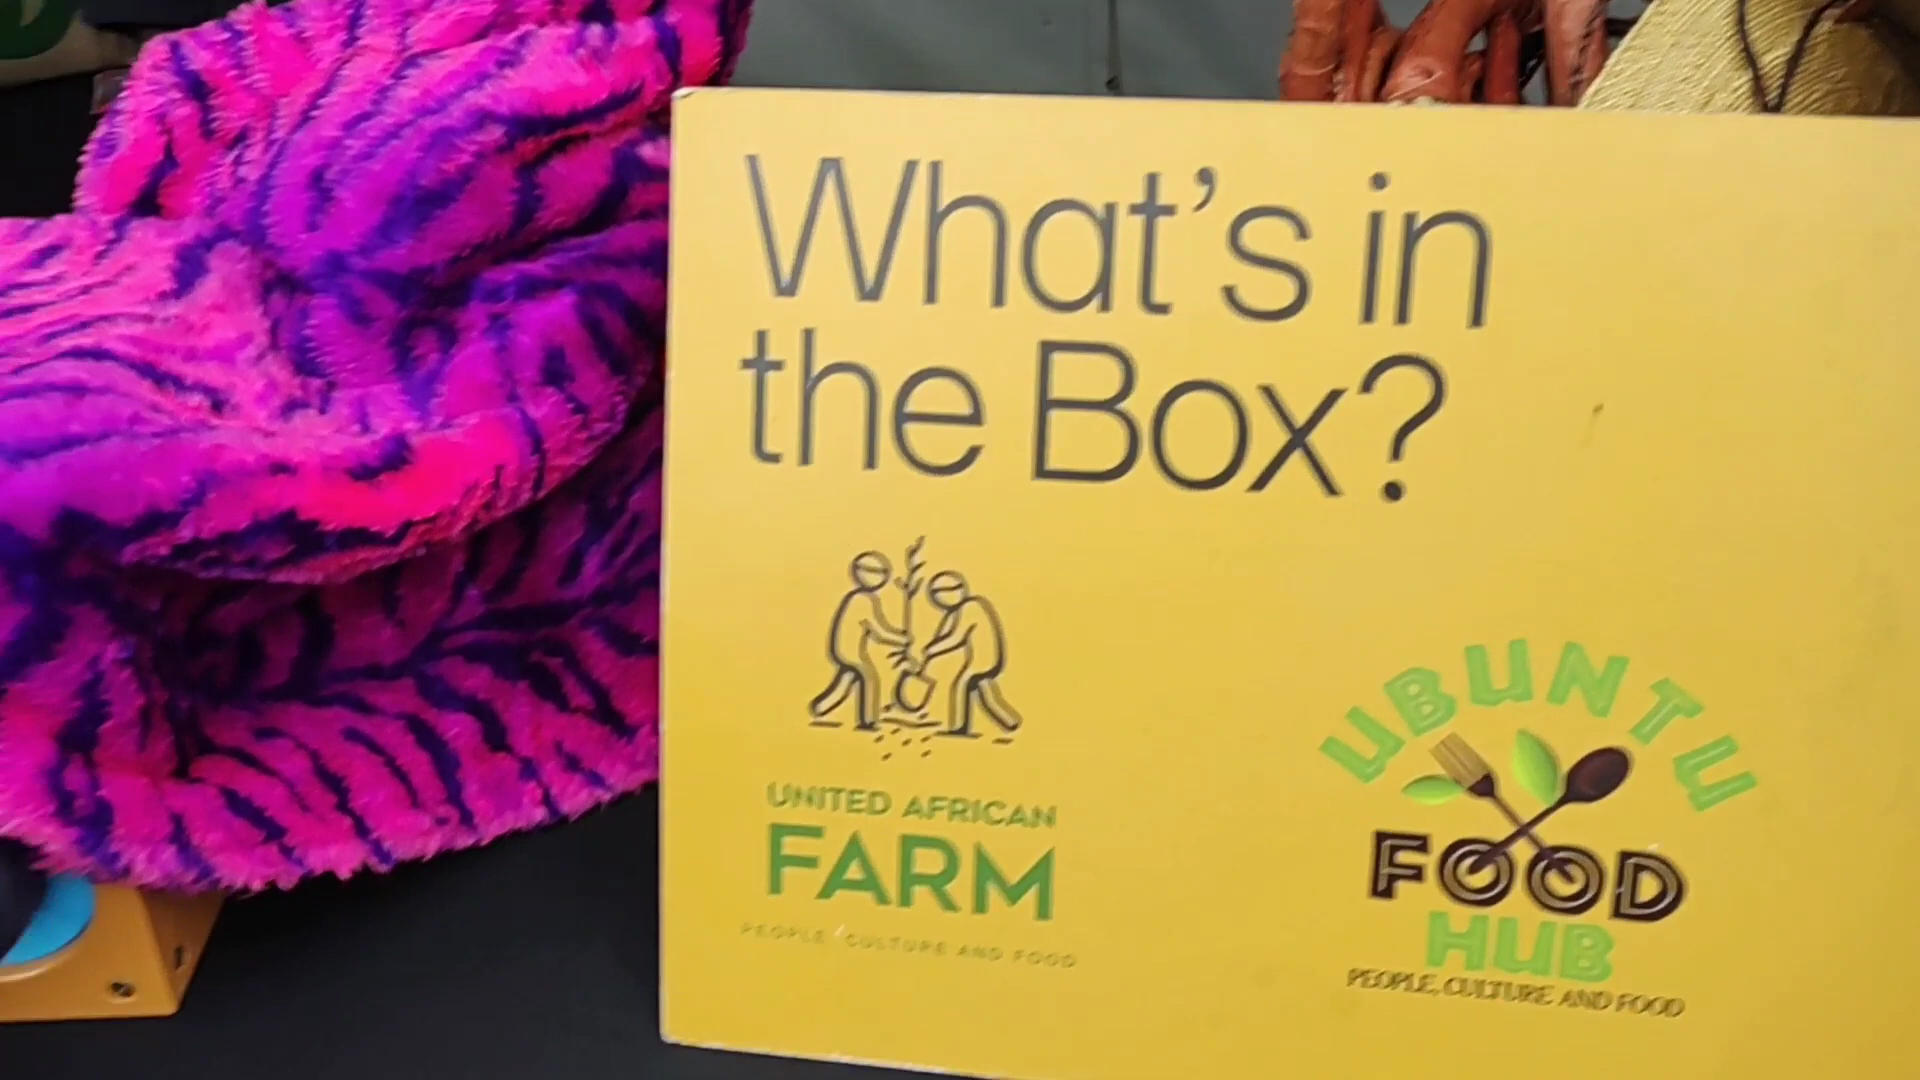 What's in
the Box?
UNITED AFRICAN
FARM
PEOPLE, CULTURE AND FOOD
UBUNTU
FOOD
HUB
PEOPLE, CULTURE AND FOOD